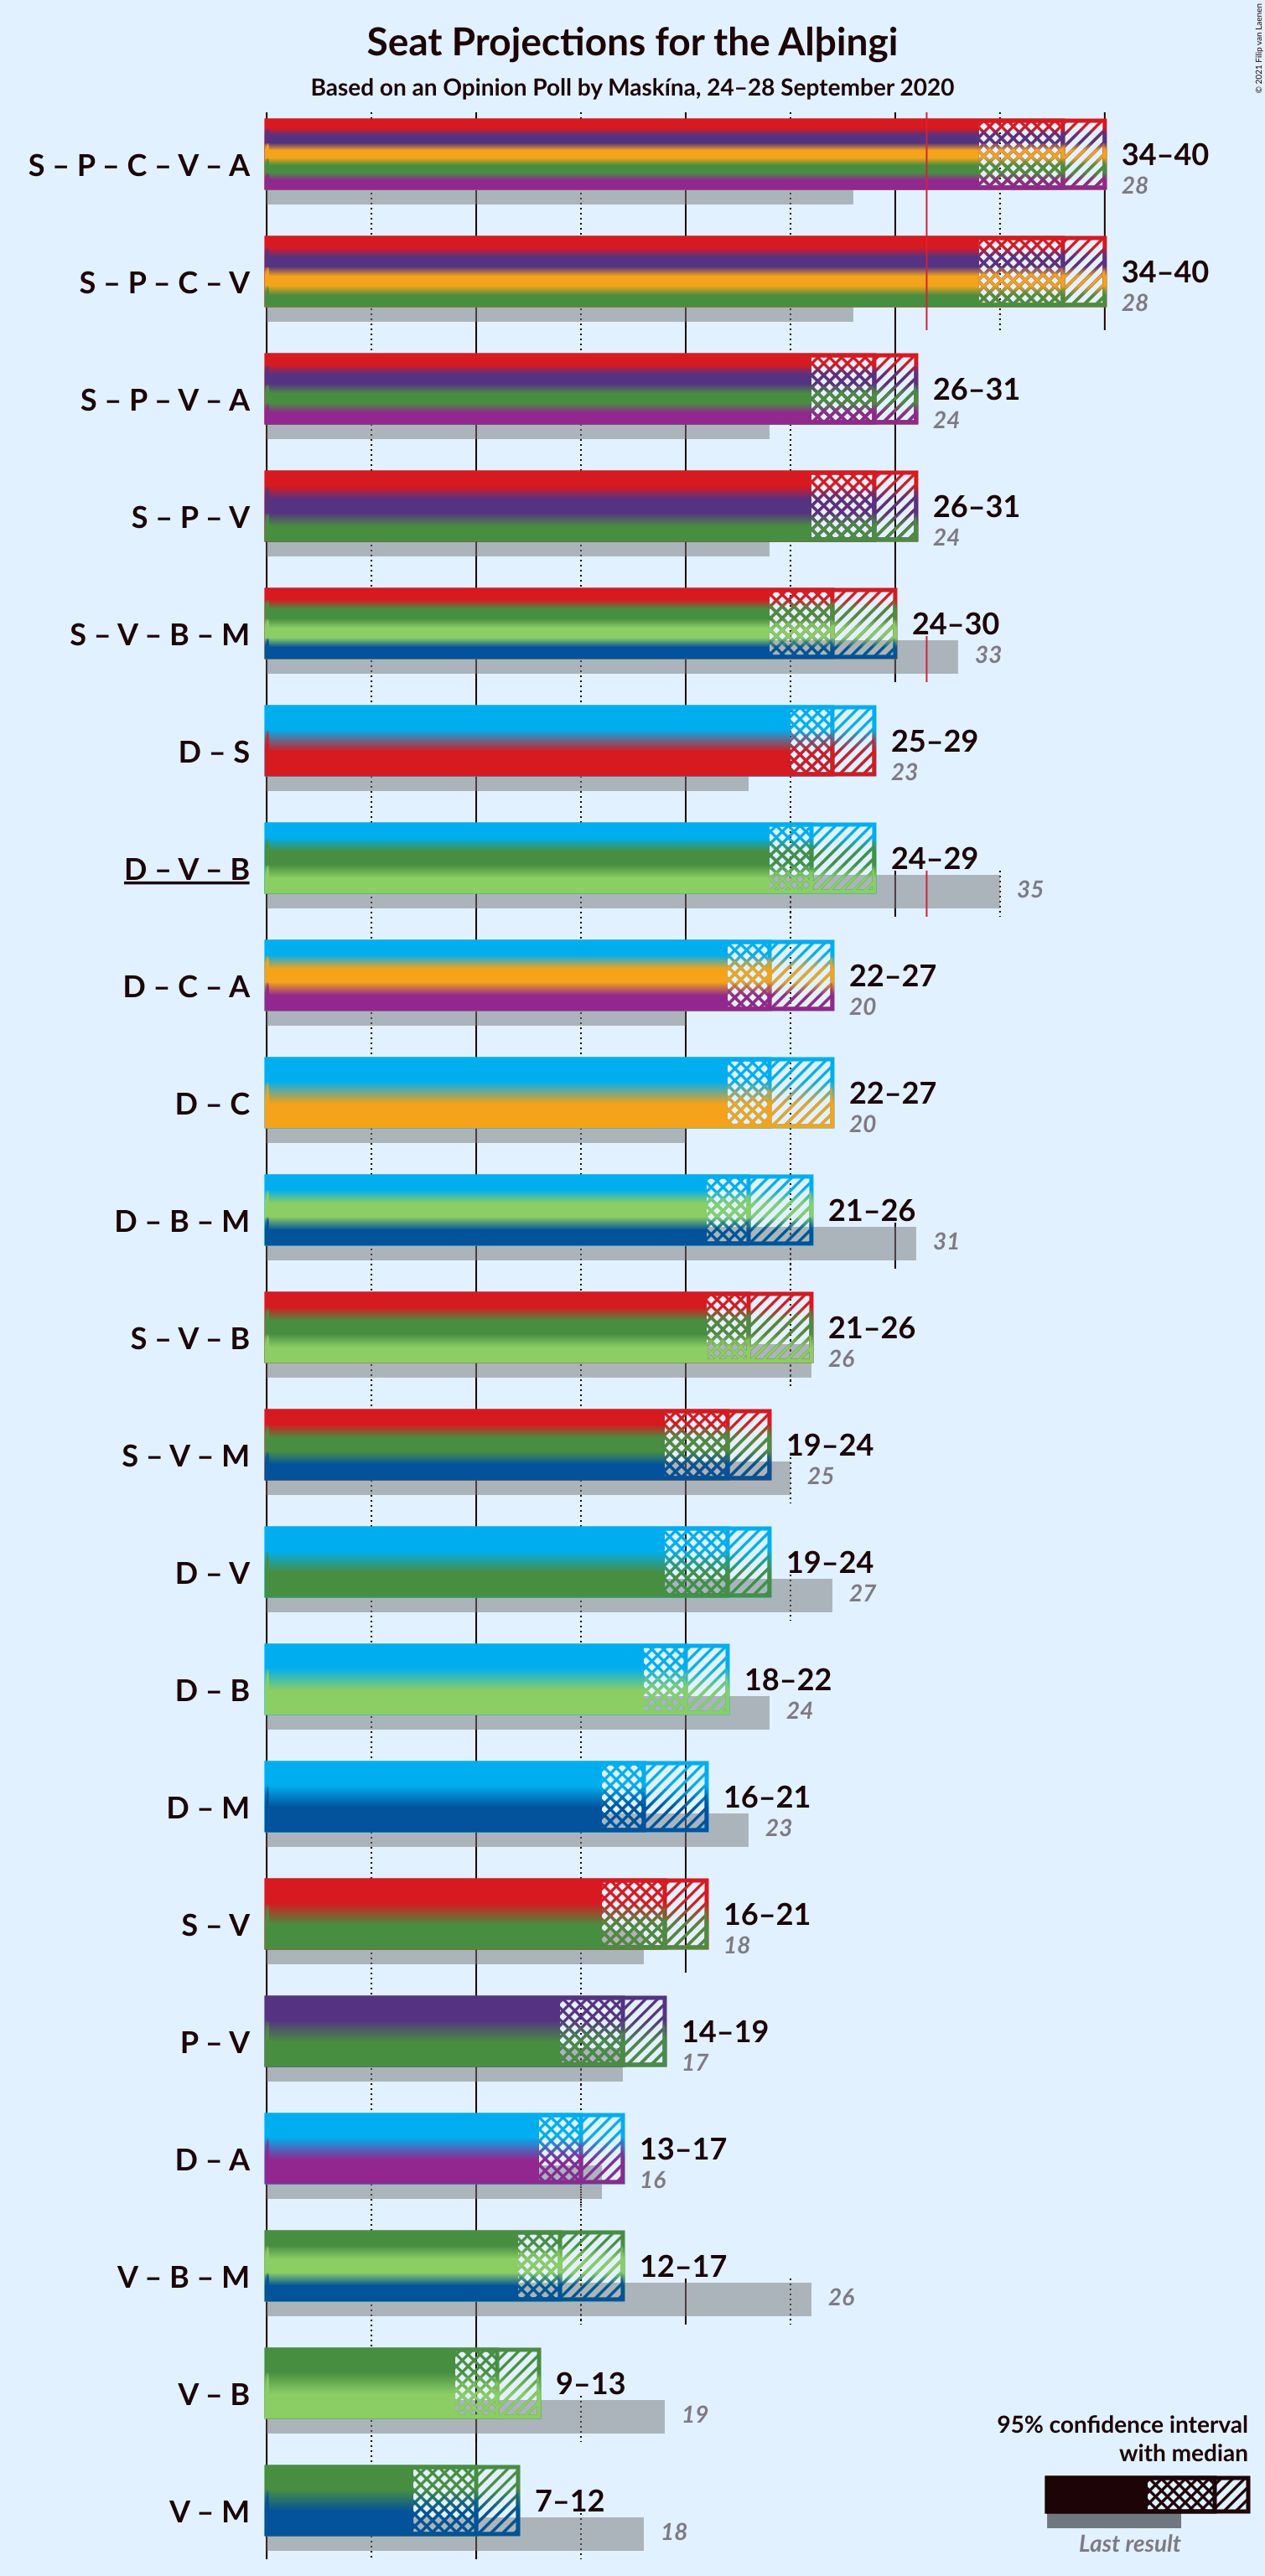 Seat Projections for the Alþingi
Based on an Opinion Poll by Maskína, 24–28 September 2020
© 2021 Filip van Laenen
S – P – C – V – A
34–40
28
S – P – C – V
34–40
28
S – P – V – A
26–31
24
S – P – V
26–31
24
S – V – B – M
24–30
33
D – S
25–29
23
D – V – B
24–29
35
D – C – A
22–27
20
D – C
22–27
20
D – B – M
21–26
31
S – V – B
21–26
26
S – V – M
19–24
25
D – V
19–24
27
D – B
18–22
24
D – M
16–21
23
S – V
16–21
18
P – V
14–19
17
D – A
13–17
16
V – B – M
12–17
26
V – B
9–13
19
V – M
7–12
18
95% confidence interval
with median
Last result